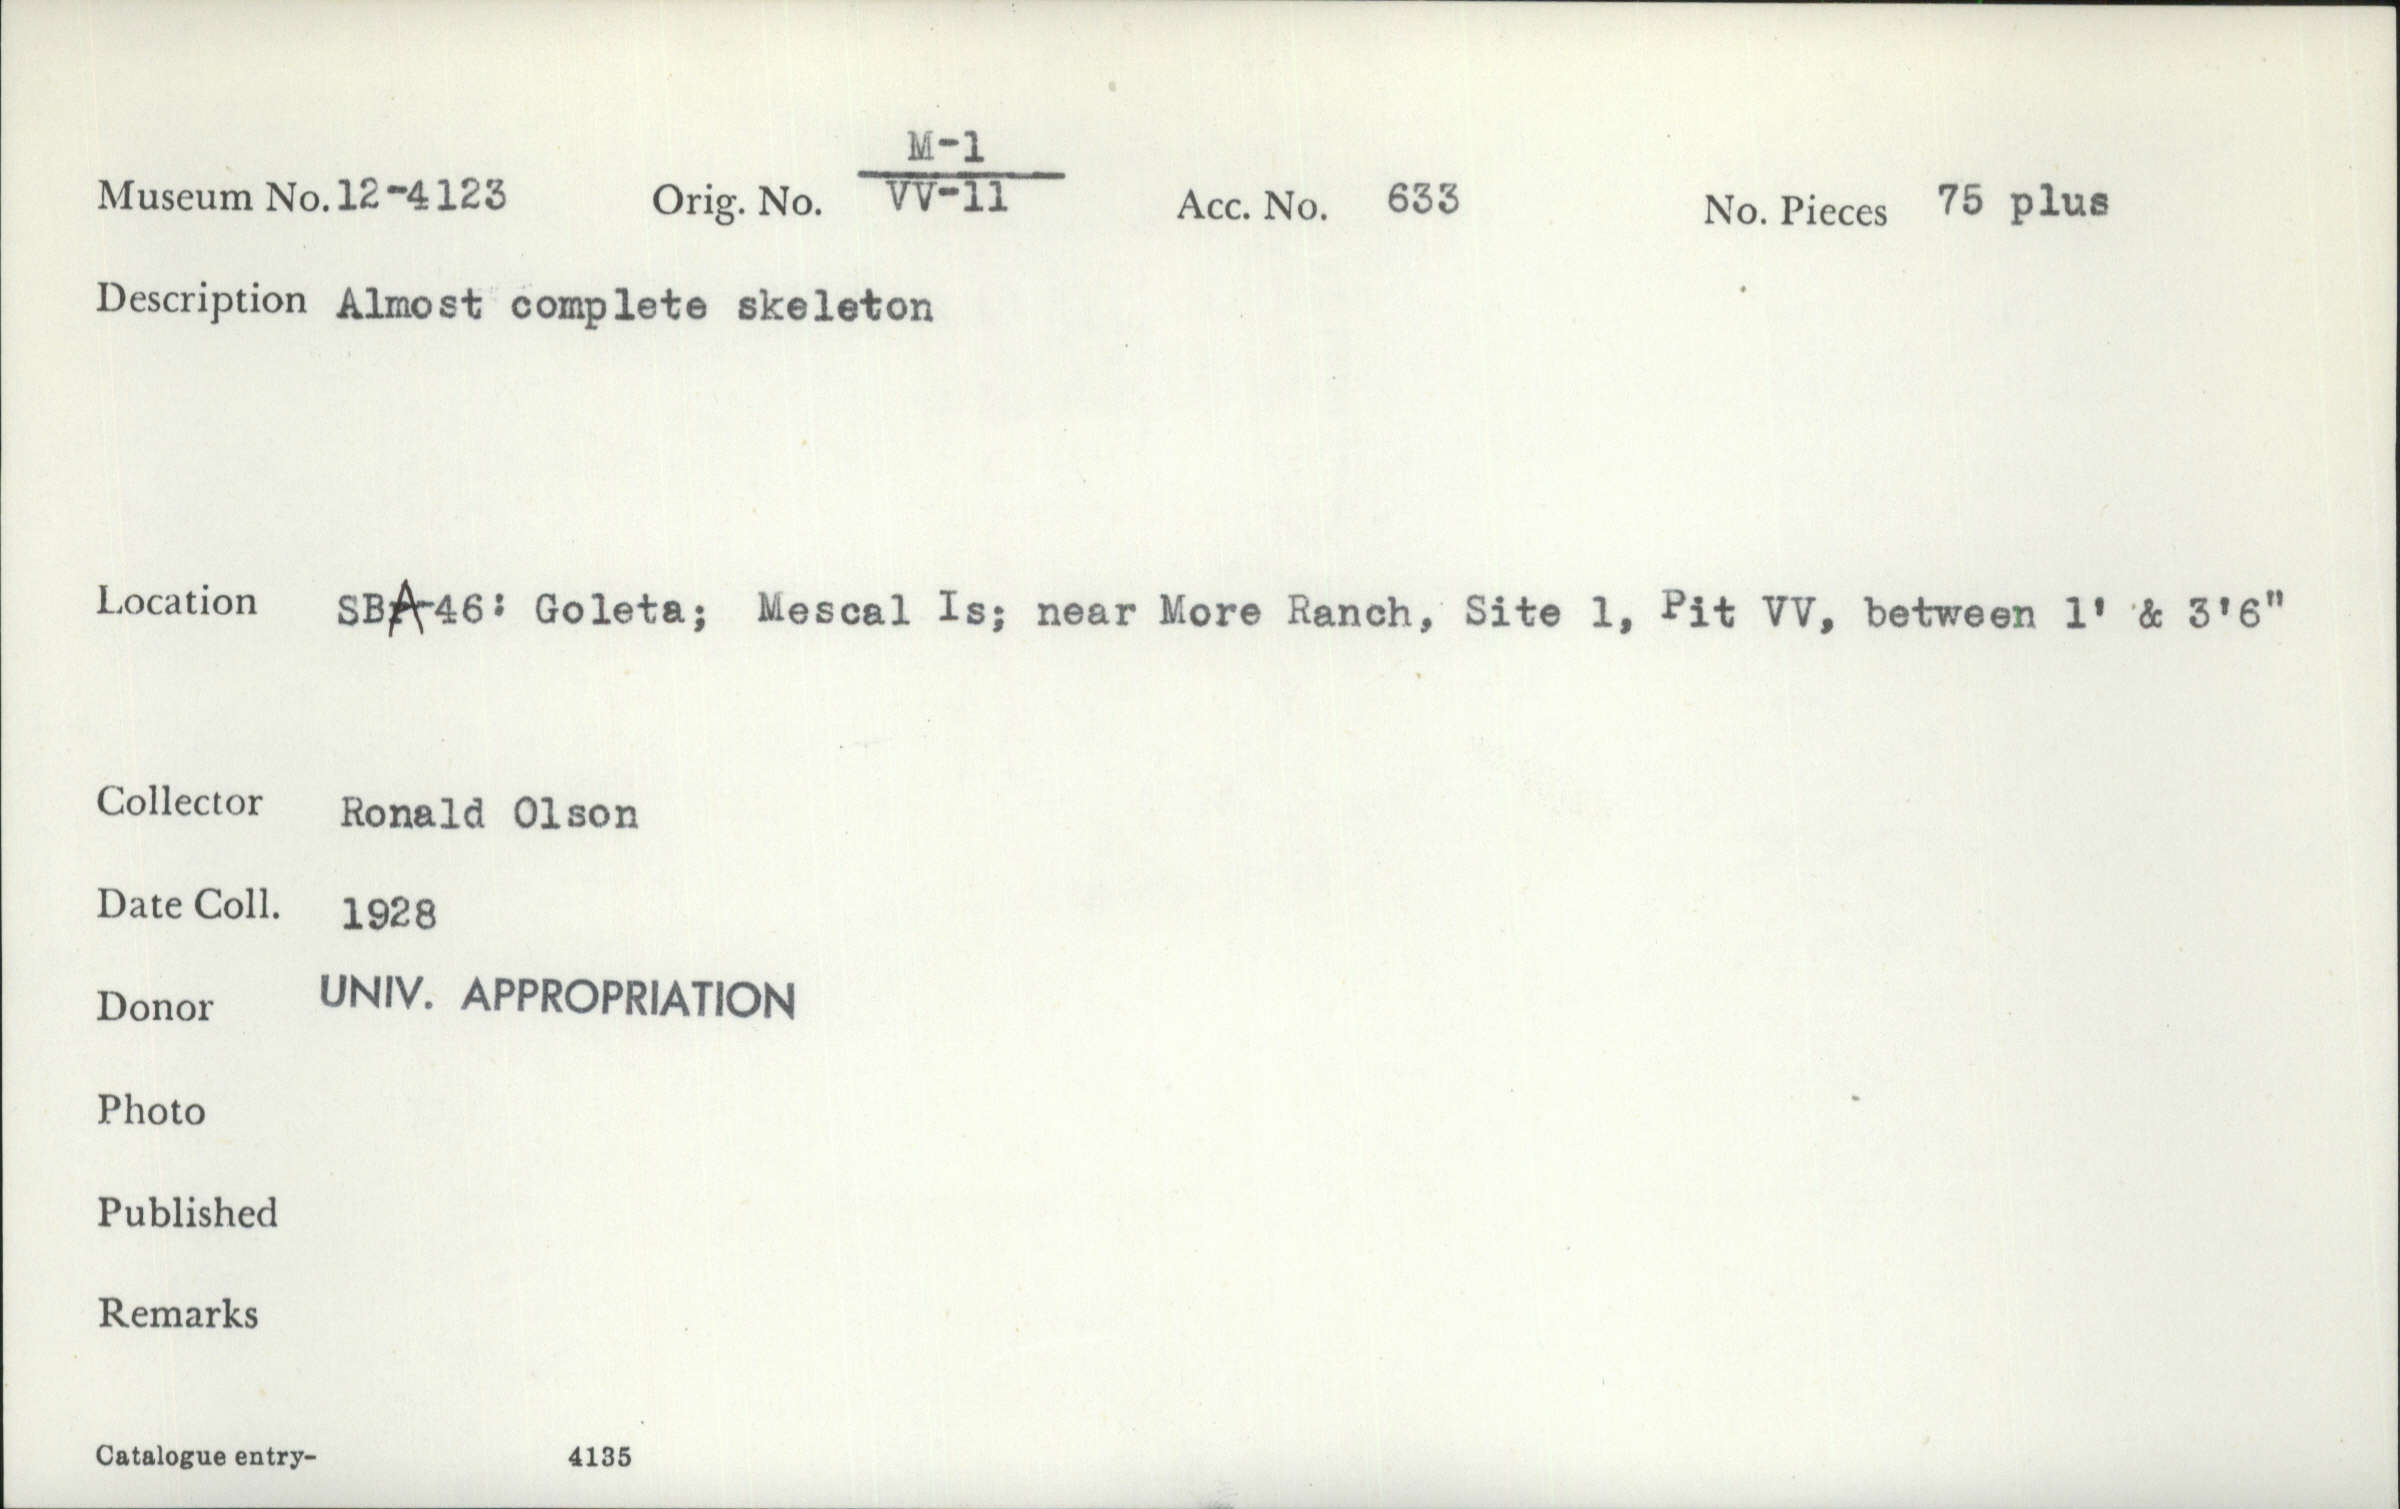 M-1
Museum No. 12-4123 Orig. No. VV-11 Acc. No. 633 No. Pieces 75 plus
Description Almost complete skeleton
Location SBA-46: Goleta; Mescal Is; near More Ranch, Site 1, Pit VV, between 1' & 3'6"
Collector Ronald Olson
Date Coll. 1928
Donor UNIV. APPROPRIATION
Photo
Published
Remarks
Catalogue entry- 4135